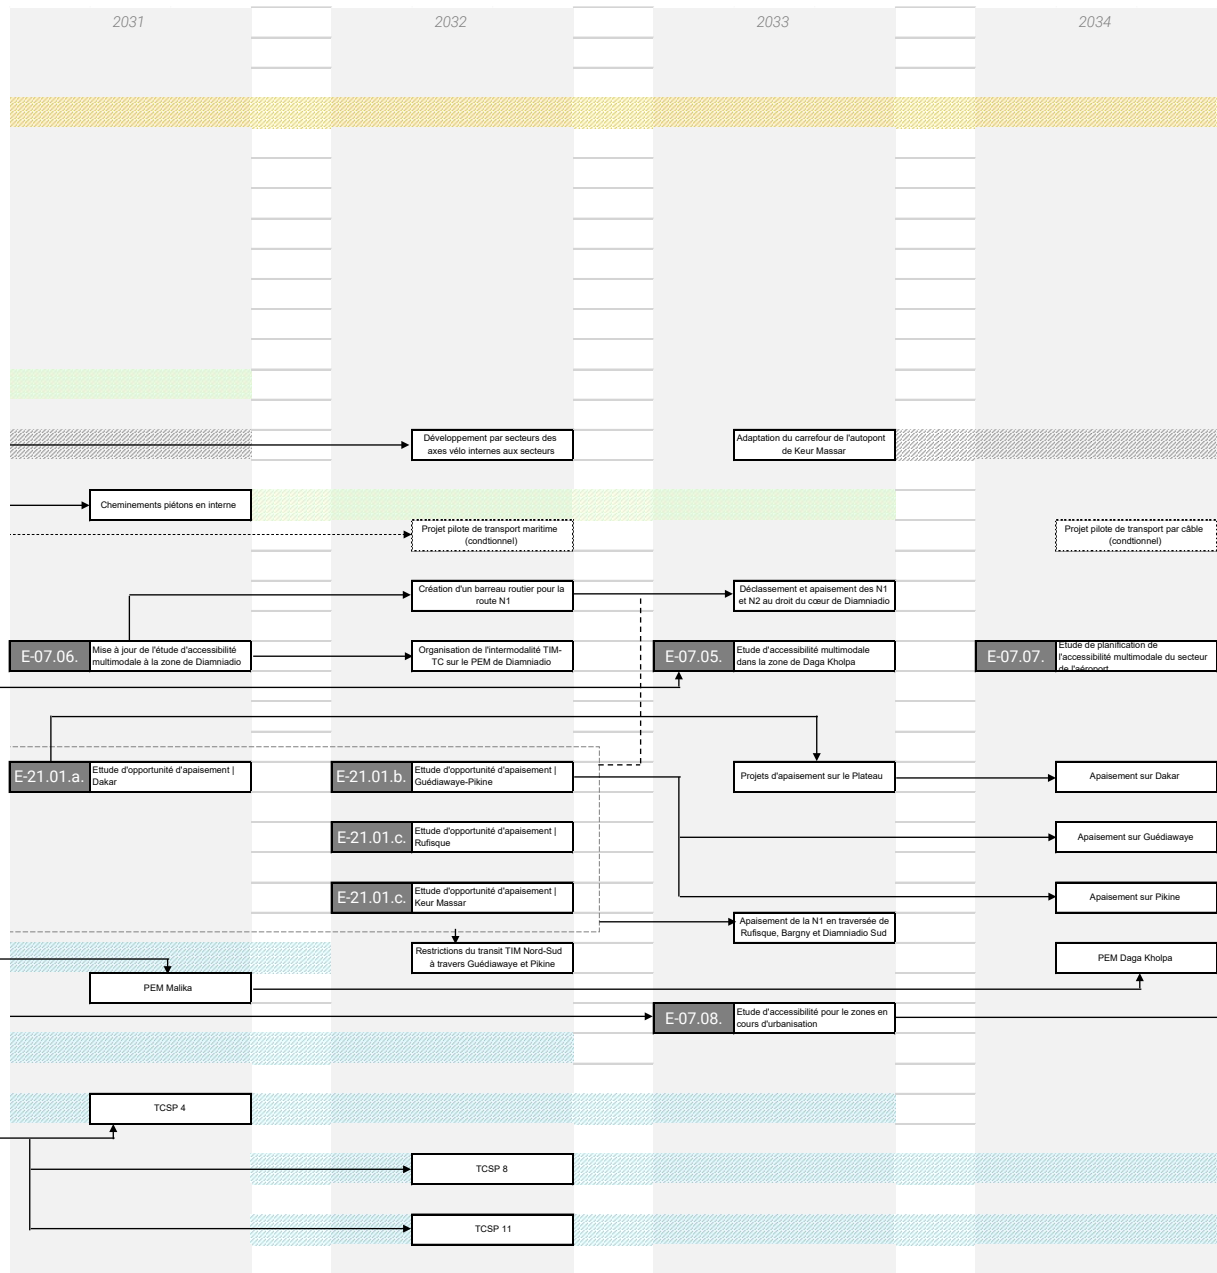 2031
2032
2033
2034
Développement par secteurs des
axes vélo internes aux secteurs
Adaptation du carrefour de l'autopont
de Keur Massar
Cheminements piétons en interne
Projet pilote de transport maritime
(condtionnel)
Projet pilote de transport par câble
(condtionnel)
Création d'un barreau routier pour la
route N1
Déclassement et apaisement des N1
et N2 au droit du cœur de Diamniadio
E-07.06.
Mise à jour de l'étude d'accessibilité
multimodale à la zone de Diamniadio
Organisation de l'intermodalité TIM-
TC sur le PEM de Diamniadio
E-07.05.
Etude d'accessibilité multimodale
dans la zone de Daga Kholpa
E-07.07.
Etude de planification de
l'accessibilité multimodale du secteur
de l'aéroport
E-21.01.a.
Ettude d'opportunité d'apaisement |
Dakar
E-21.01.b.
Ettude d'opportunité d'apaisement |
Guédiawaye-Pikine
Projets d'apaisement sur le Plateau
Apaisement sur Dakar
E-21.01.c.
Ettude d'opportunité d'apaisement |
Rufisque
Apaisement sur Guédiawaye
E-21.01.c.
Ettude d'opportunité d'apaisement |
Keur Massar
Apaisement sur Pikine
Apaisement de la N1 en traversée de
Rufisque, Bargny et Diamniadio Sud
Restrictions du transit TIM Nord-Sud
à travers Guédiawaye et Pikine
PEM Daga Kholpa
PEM Malika
E-07.08.
Etude d'accessibilité pour le zones en
cours d'urbanisation
TCSP 4
TCSP 8
TCSP 11